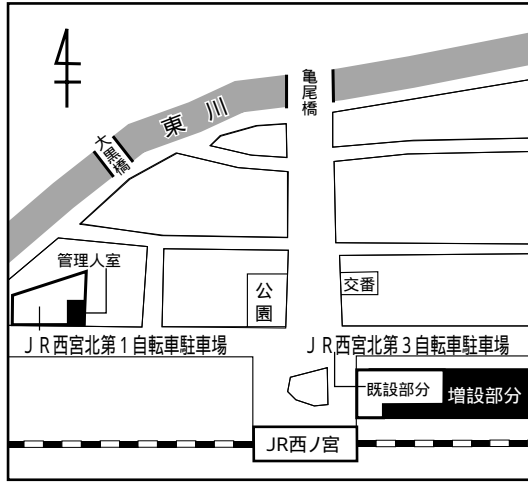 亀尾橋
東川
大黒橋
管理人室
公園
交番
JR西宮北第1自転車駐車場
JR西宮北第3自転車駐車場
既設部分
増設部分
JR西ノ宮